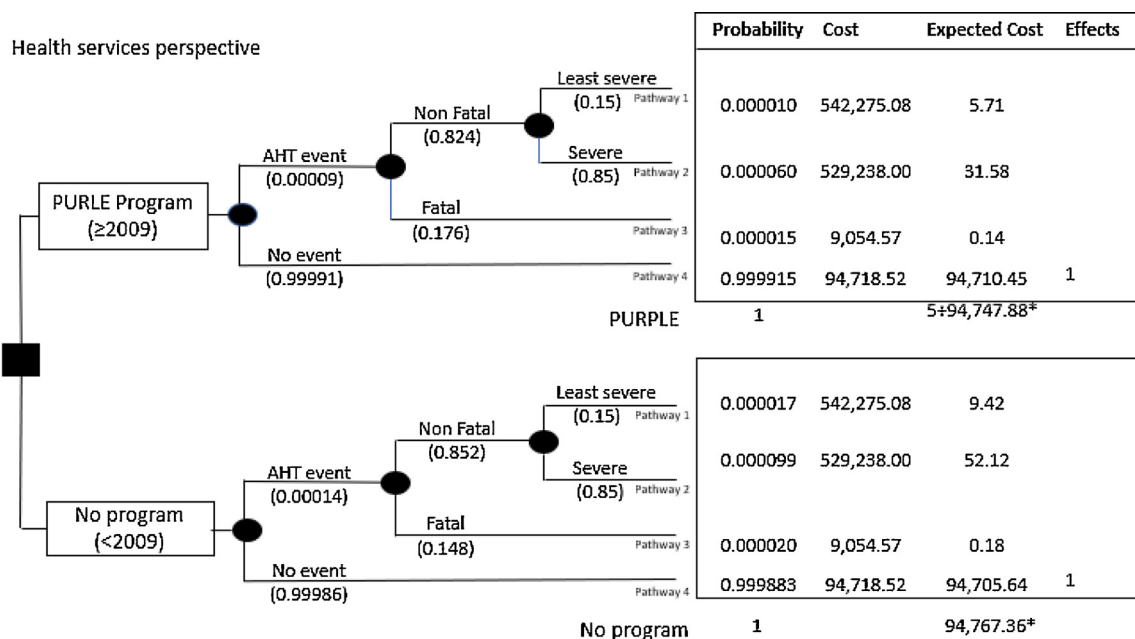 Health services perspective
Probability Cost Expected Cost Effects
Least severe
(0.15) Pathway 1 0.000010 542,275.08 5.71
Non Fatal
(0.824)
AHT event
(0.00009)
Severe
(0.85) Pathway 2 0.000060 529,238.00 31.58
PURLE Program
(≥2009)
Fatal
(0.176) Pathway 3 0.000015 9,054.57 0.14
No event
(0.99991) Pathway 4 0.999915 94,718.52 94,710.45 1
PURPLE 1 5÷94,747.88*
Least severe
(0.15) Pathway 1 0.000017 542,275.08 9.42
Non Fatal
(0.852)
AHT event
(0.00014)
Severe
(0.85) Pathway 2 0.000099 529,238.00 52.12
No program
(<2009)
Fatal
(0.148) Pathway 3 0.000020 9,054.57 0.18
No event
(0.99986) Pathway 4 0.999883 94,718.52 94,705.64 1
No program 1 94,767.36*